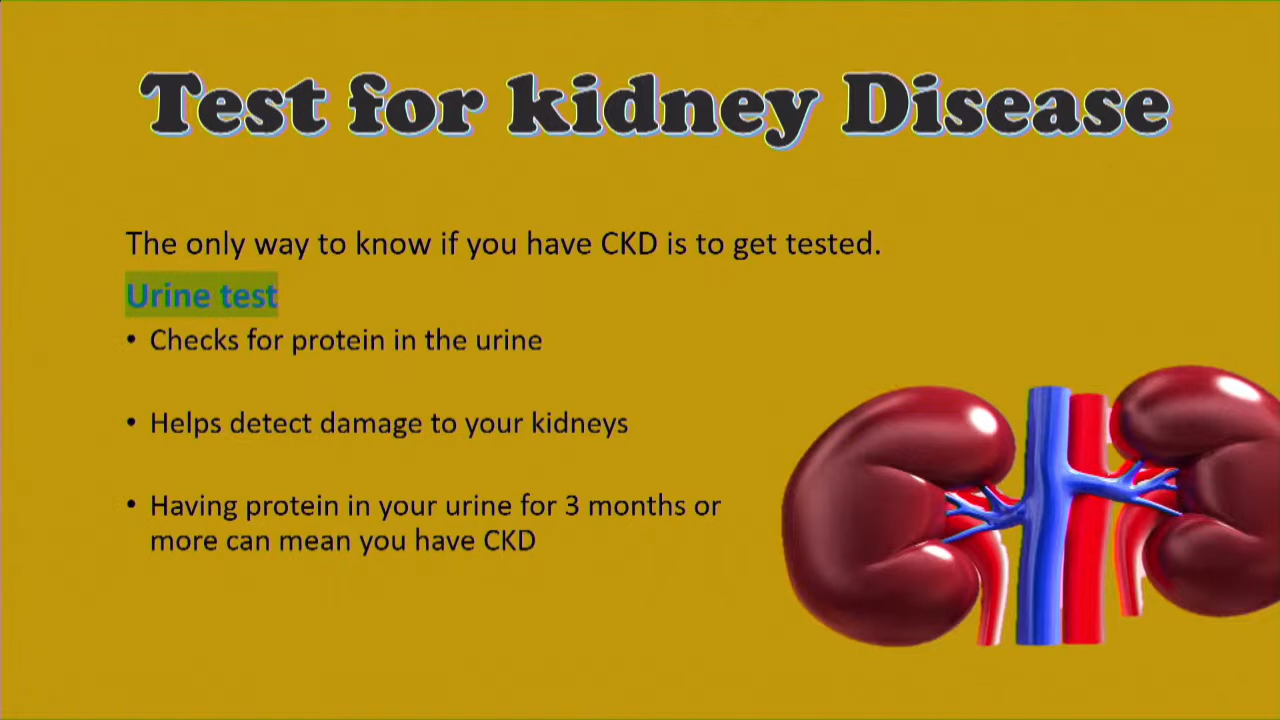 Test for kidney Disease
The only way to know if you have CKD is to get tested.
Urine test
• Checks for protein in the urine
• Helps detect damage to your kidneys
• Having protein in your urine for 3 months or
more can mean you have CKD